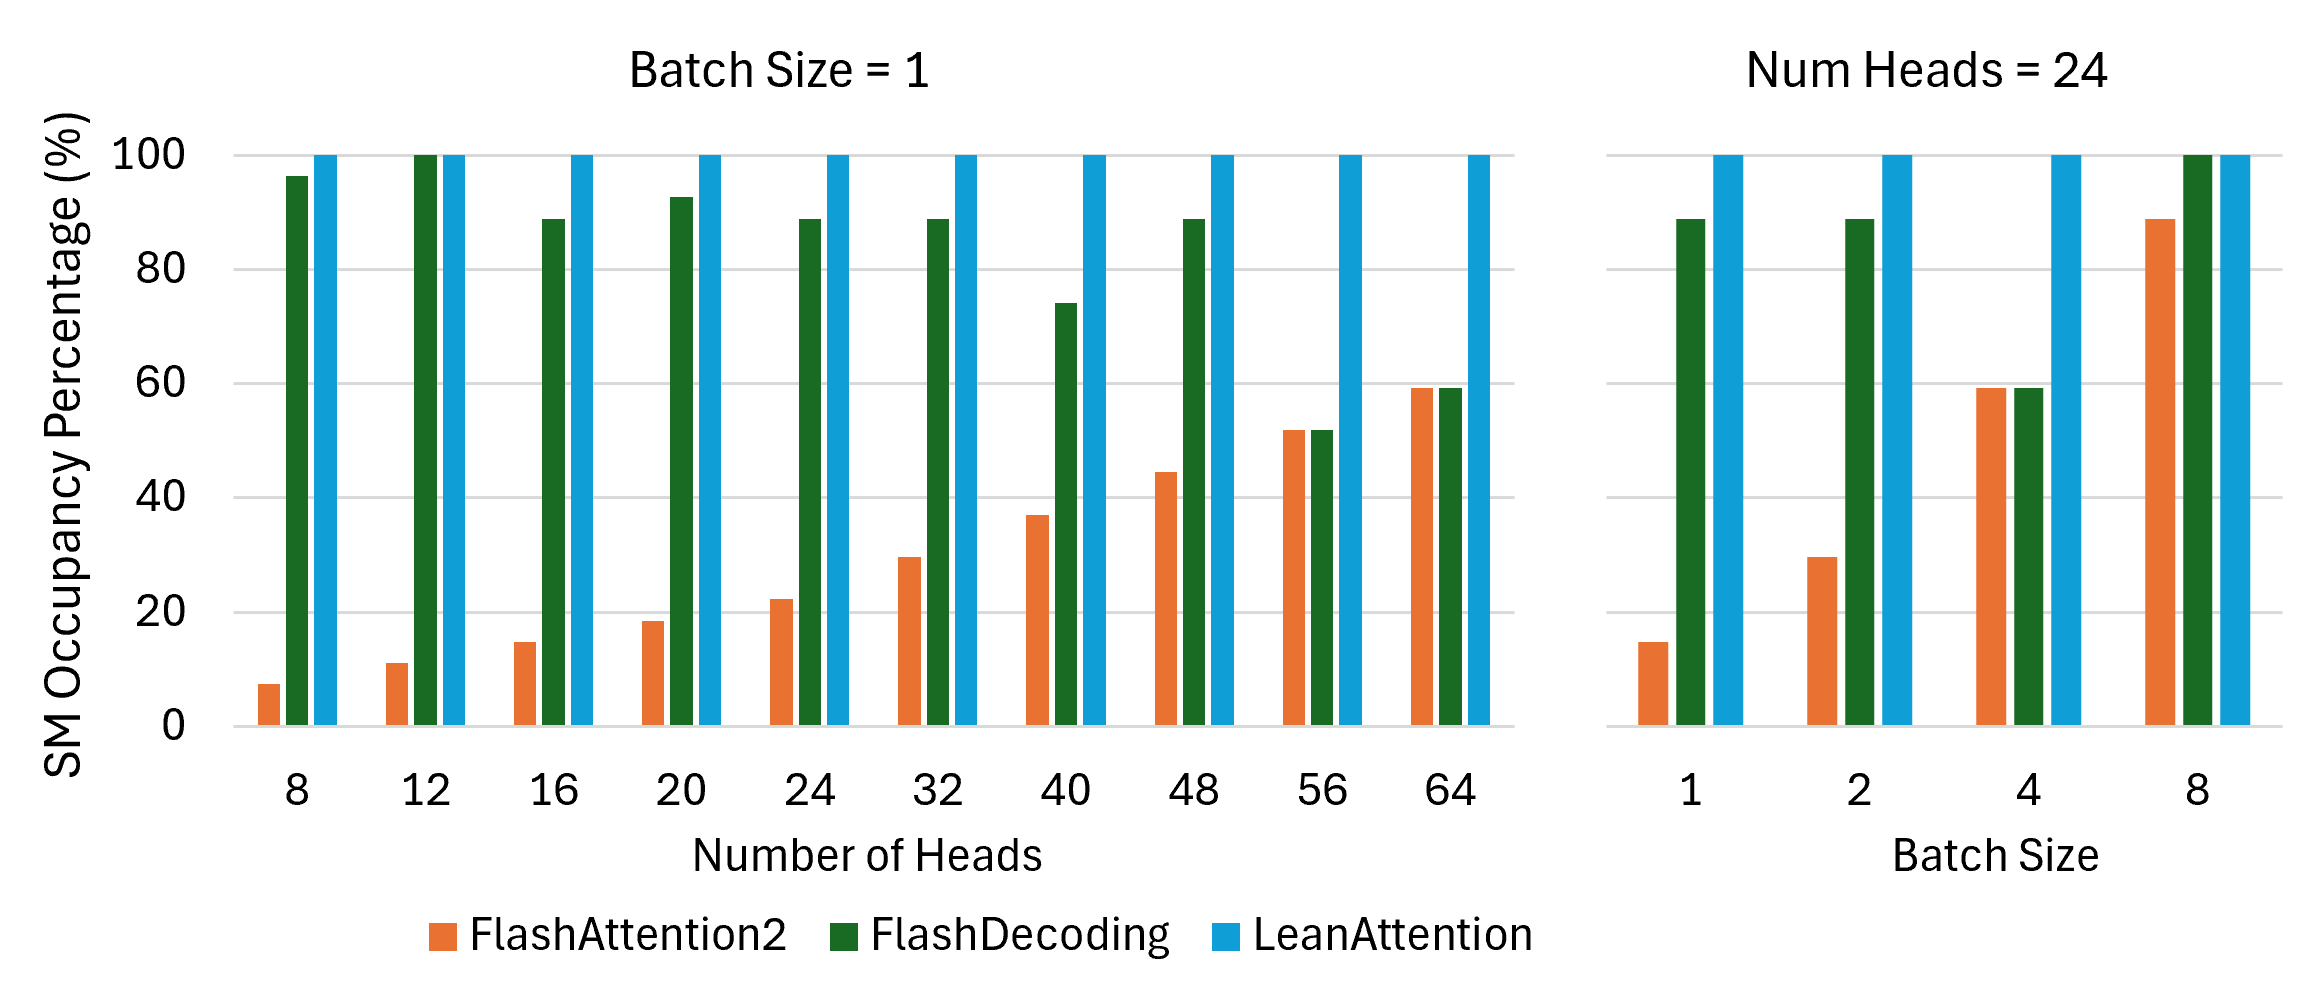 Batch Size = 1
Num Heads = 24
SM Occupancy Percentage (%)
100
80
60
40
20
0
8 12 16 20 24 32 40 48 56 64
1 2 4 8
Number of Heads
Batch Size
FlashAttention2 FlashDecoding LeanAttention